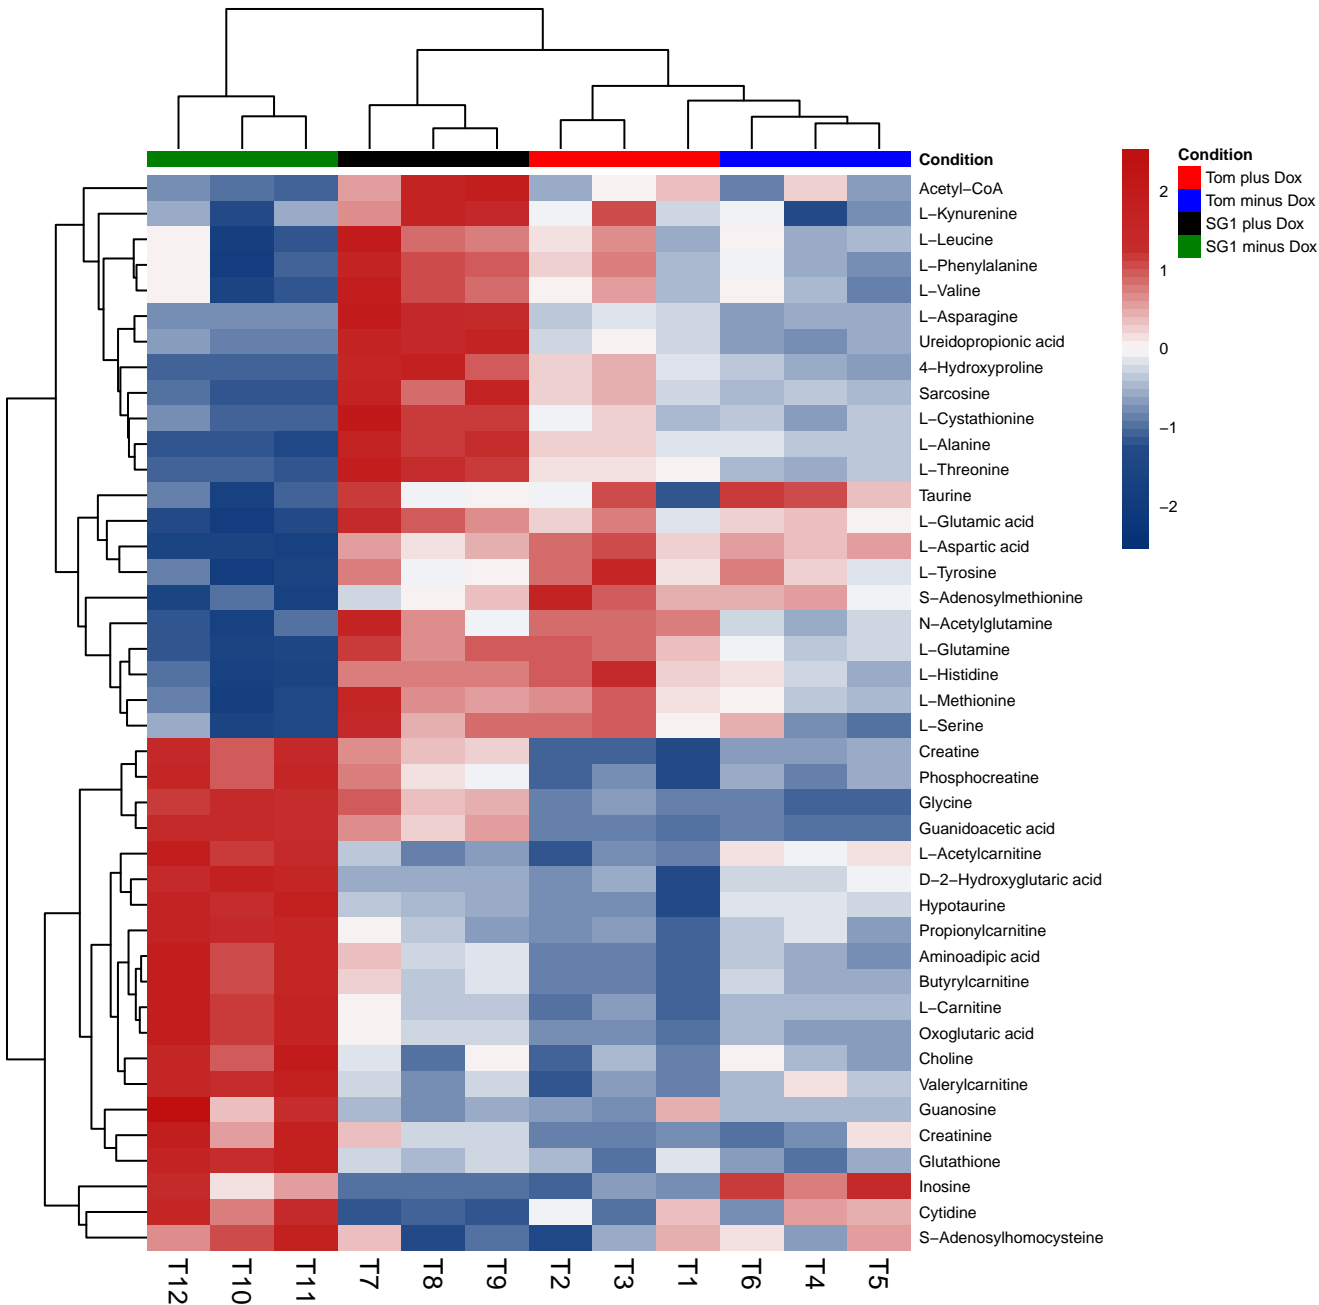 Condition
Acetyl−CoA
L−Kynurenine
L−Leucine
L−Phenylalanine
L−Valine
L−Asparagine
Ureidopropionic acid
4−Hydroxyproline
Sarcosine
L−Cystathionine
L−Alanine
L−Threonine
Taurine
L−Glutamic acid
L−Aspartic acid
L−Tyrosine
S−Adenosylmethionine
N−Acetylglutamine
L−Glutamine
L−Histidine
L−Methionine
L−Serine
Creatine
Phosphocreatine
Glycine
Guanidoacetic acid
L−Acetylcarnitine
D−2−Hydroxyglutaric acid
Hypotaurine
Propionylcarnitine
Aminoadipic acid
Butyrylcarnitine
L−Carnitine
Oxoglutaric acid
Choline
Valerylcarnitine
Guanosine
Creatinine
Glutathione
Inosine
Cytidine
S−Adenosylhomocysteine
T12 T10 T11 T7 T8 T9 T2 T3 T1 T6 T4 T5
2
1
0
−1
−2
Condition
Tom plus Dox
Tom minus Dox
SG1 plus Dox
SG1 minus Dox